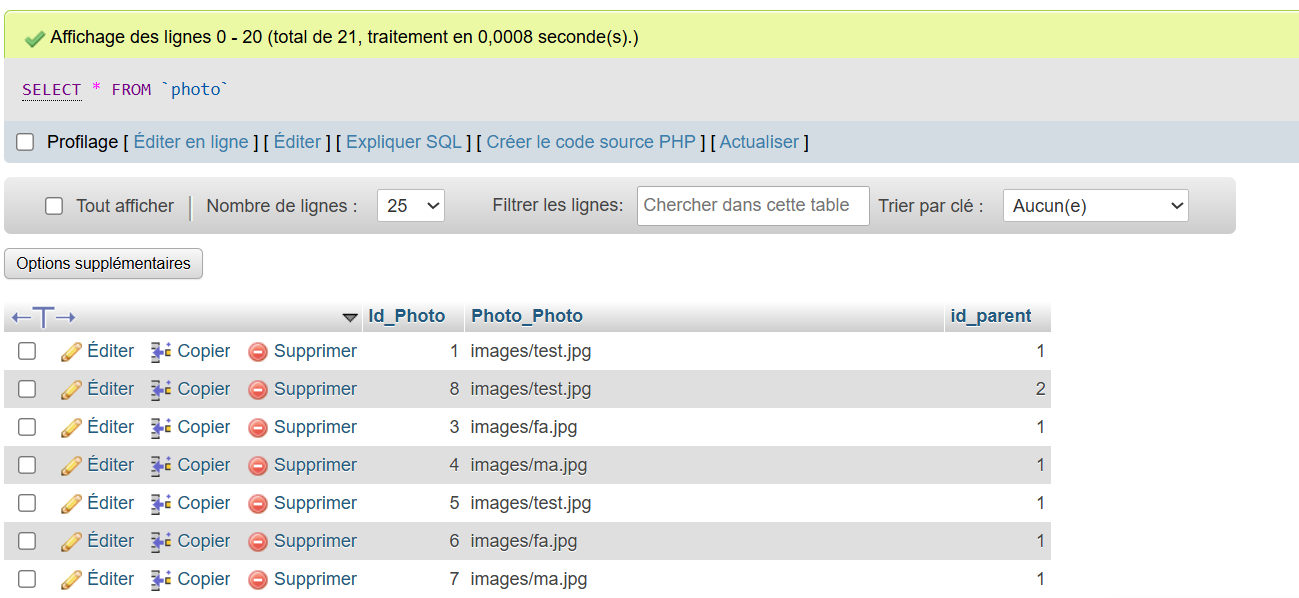 Affichage des lignes 0 - 20 (total de 21, traitement en 0,0008 seconde(s).)
SELECT * FROM `photo`
Profilage [ Éditer en ligne ] [ Éditer ] [ Expliquer SQL ] [ Créer le code source PHP ] [ Actualiser ]
Tout afficher Nombre de lignes : 25 Filtrer les lignes: Chercher dans cette table Trier par clé : Aucun(e)
Options supplémentaires
←T→ Id_Photo Photo_Photo id_parent
Éditer Copier Supprimer 1 images/test.jpg 1
Éditer Copier Supprimer 8 images/test.jpg 2
Éditer Copier Supprimer 3 images/fa.jpg 1
Éditer Copier Supprimer 4 images/ma.jpg 1
Éditer Copier Supprimer 5 images/test.jpg 1
Éditer Copier Supprimer 6 images/fa.jpg 1
Éditer Copier Supprimer 7 images/ma.jpg 1